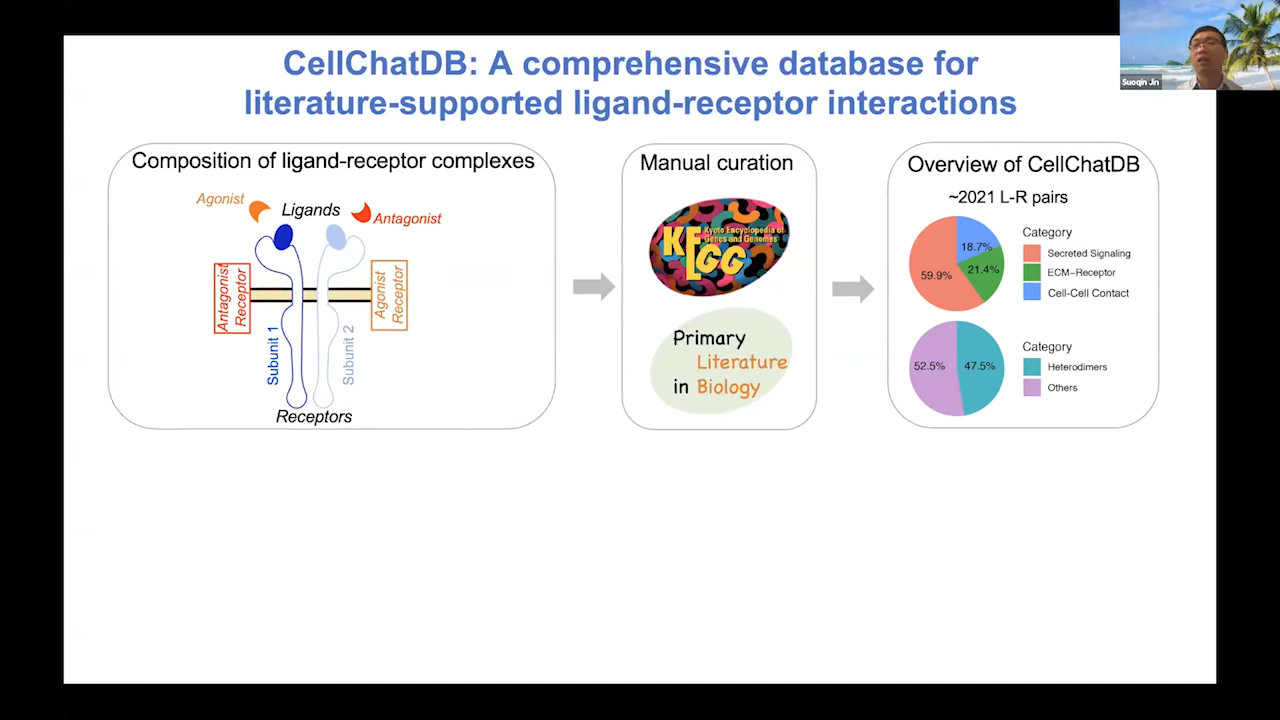 CellChatDB: A comprehensive database for
literature-supported ligand-receptor interactions
Suoqin Jin
Composition of ligand-receptor complexes
Agonist
Ligands
Antagonist
Antagonist
Receptor
Agonist
Receptor
Subunit 1
Subunit 2
Receptors
Manual curation
KEGG
Kyoto Encyclopedia of
Genes and Genomes
Primary
Literature
in Biology
Overview of CellChatDB
~2021 L-R pairs
18.7%
21.4%
59.9%
Category
Secreted Signaling
ECM−Receptor
Cell-Cell Contact
52.5%
47.5%
Category
Heterodimers
Others